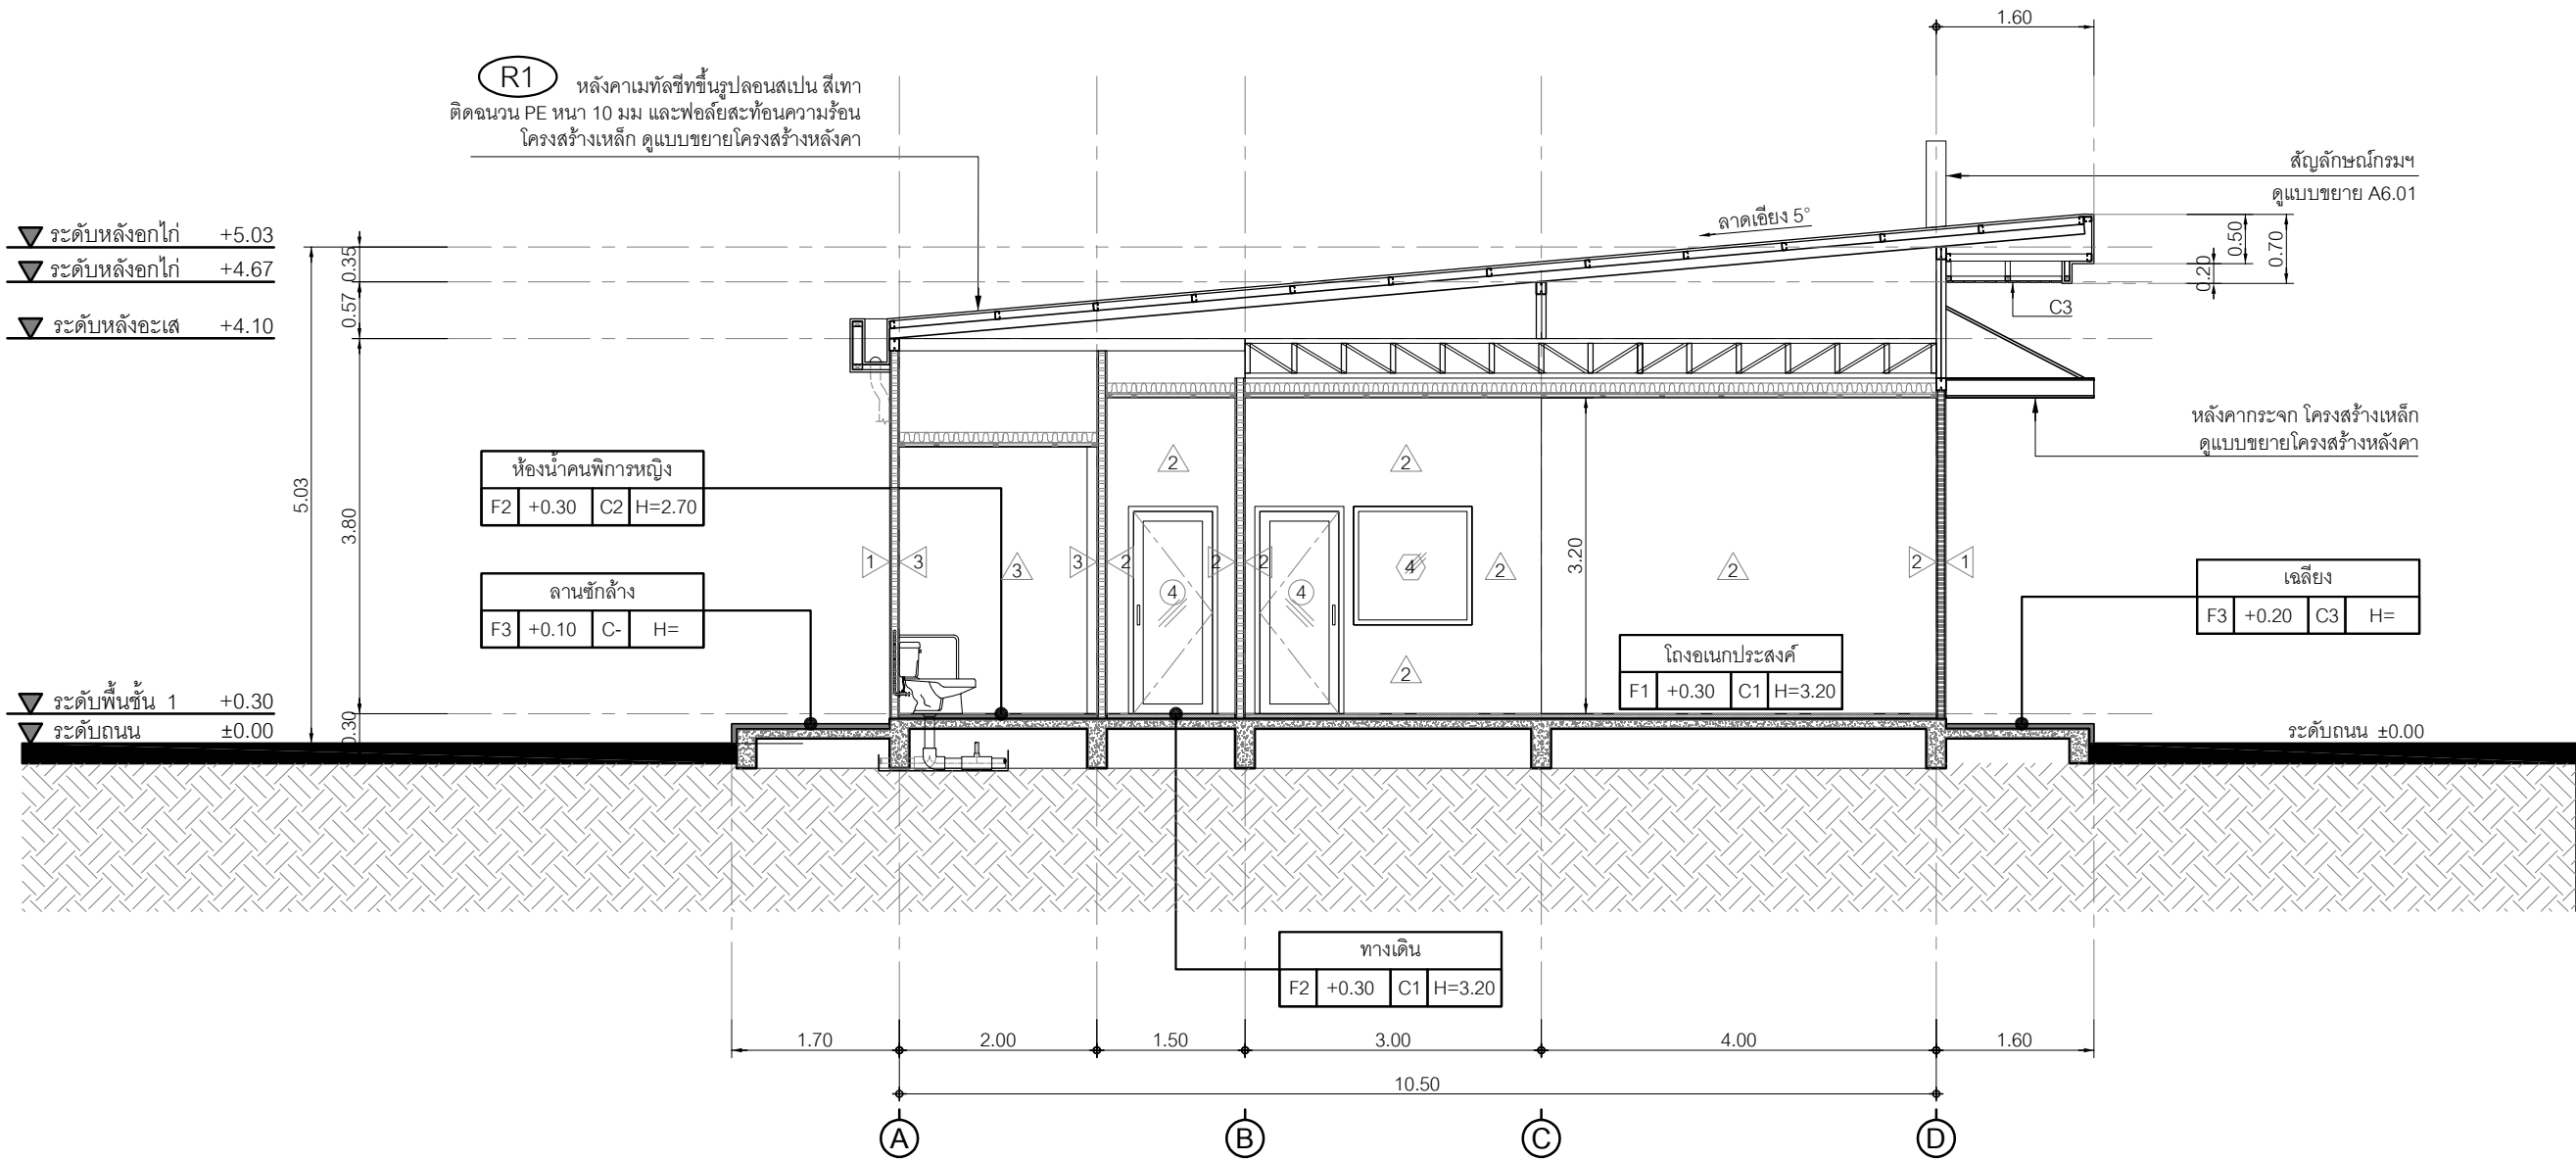 1.60
R1
หลังคาเมทัลชีทขึ้นรูปลอนสเปน สีเทา
ติดฉนวน PE หนา 10 มม และฟอล์ยสะท้อนความร้อน
โครงสร้างเหล็ก ดูแบบขยายโครงสร้างหลังคา
สัญลักษณ์กรมฯ
ดูแบบขยาย A6.01
ลาดเอียง 5°
ระดับหลังอกไก่ +5.03
ระดับหลังอกไก่ +4.67
ระดับหลังอะเส +4.10
0.35
0.57
0.50
0.70
0.20
C3
หลังคากระจก โครงสร้างเหล็ก
ดูแบบขยายโครงสร้างหลังคา
5.03
3.80
3.20
0.30
ห้องน้ำคนพิการหญิง
F2 +0.30 C2 H=2.70
2 2
1 3 3 3 2 2 2 4 2 2 2 1
4 4
2
ลานซักล้าง
F3 +0.10 C- H=
เฉลียง
F3 +0.20 C3 H=
โถงอเนกประสงค์
F1 +0.30 C1 H=3.20
ระดับพื้นชั้น 1 +0.30
ระดับถนน ±0.00
ระดับถนน ±0.00
ทางเดิน
F2 +0.30 C1 H=3.20
1.70 2.00 1.50 3.00 4.00 1.60
10.50
A B C D